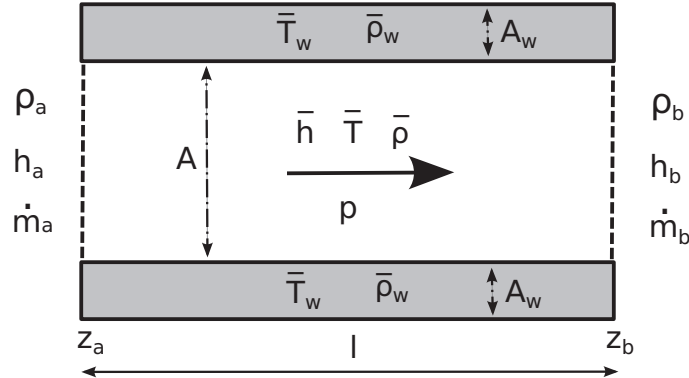 T̄w ρ̄w Aw
ρa ρb
h̄ T̄ ρ̄
ha A hb
p
ṁa ṁb
T̄w ρ̄w Aw
za l zb